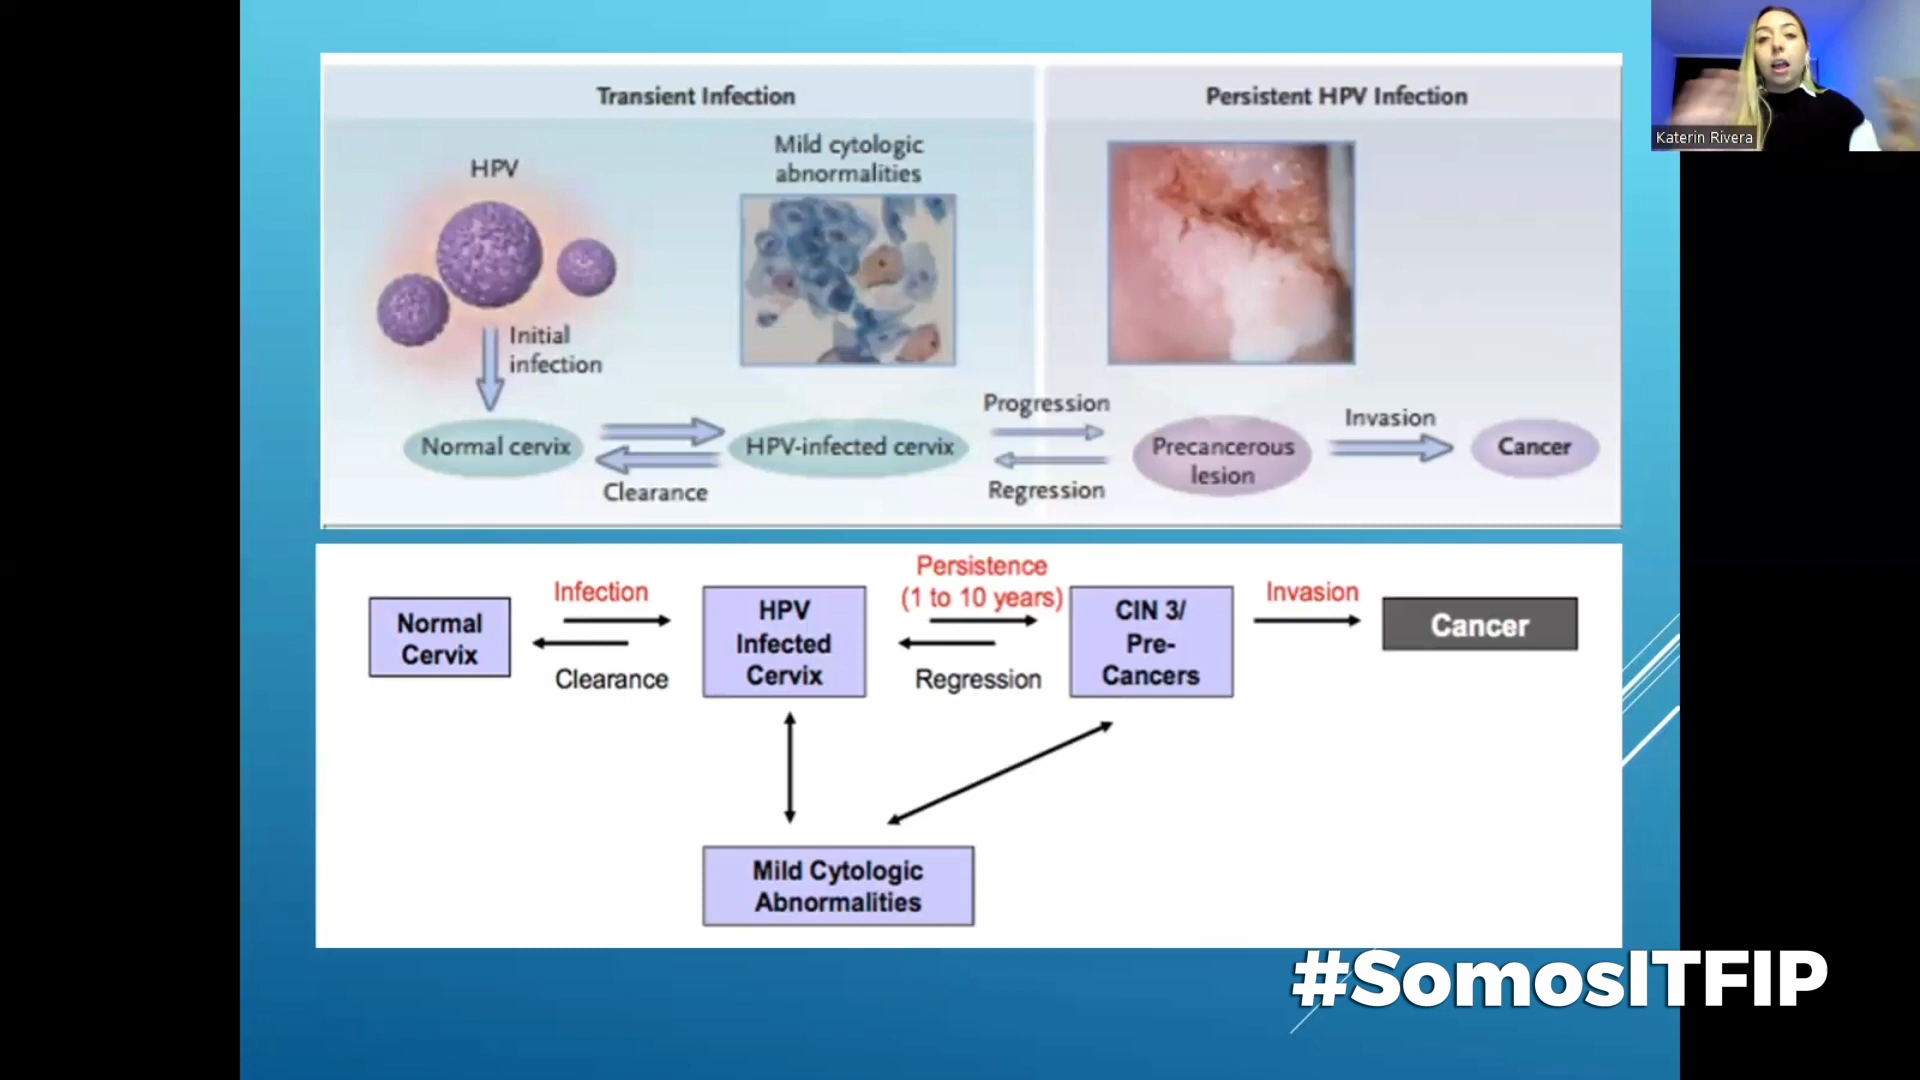 Transient Infection
Persistent HPV Infection
Katerin Rivera
HPV
Mild cytologic
abnormalities
Initial
infection
Normal cervix
Clearance
HPV-infected cervix
Progression
Regression
Precancerous
lesion
Invasion
Cancer
Normal
Cervix
Infection
Clearance
HPV
Infected
Cervix
Persistence
(1 to 10 years)
Regression
CIN 3/
Pre-
Cancers
Invasion
Cancer
Mild Cytologic
Abnormalities
#SomosITFIP